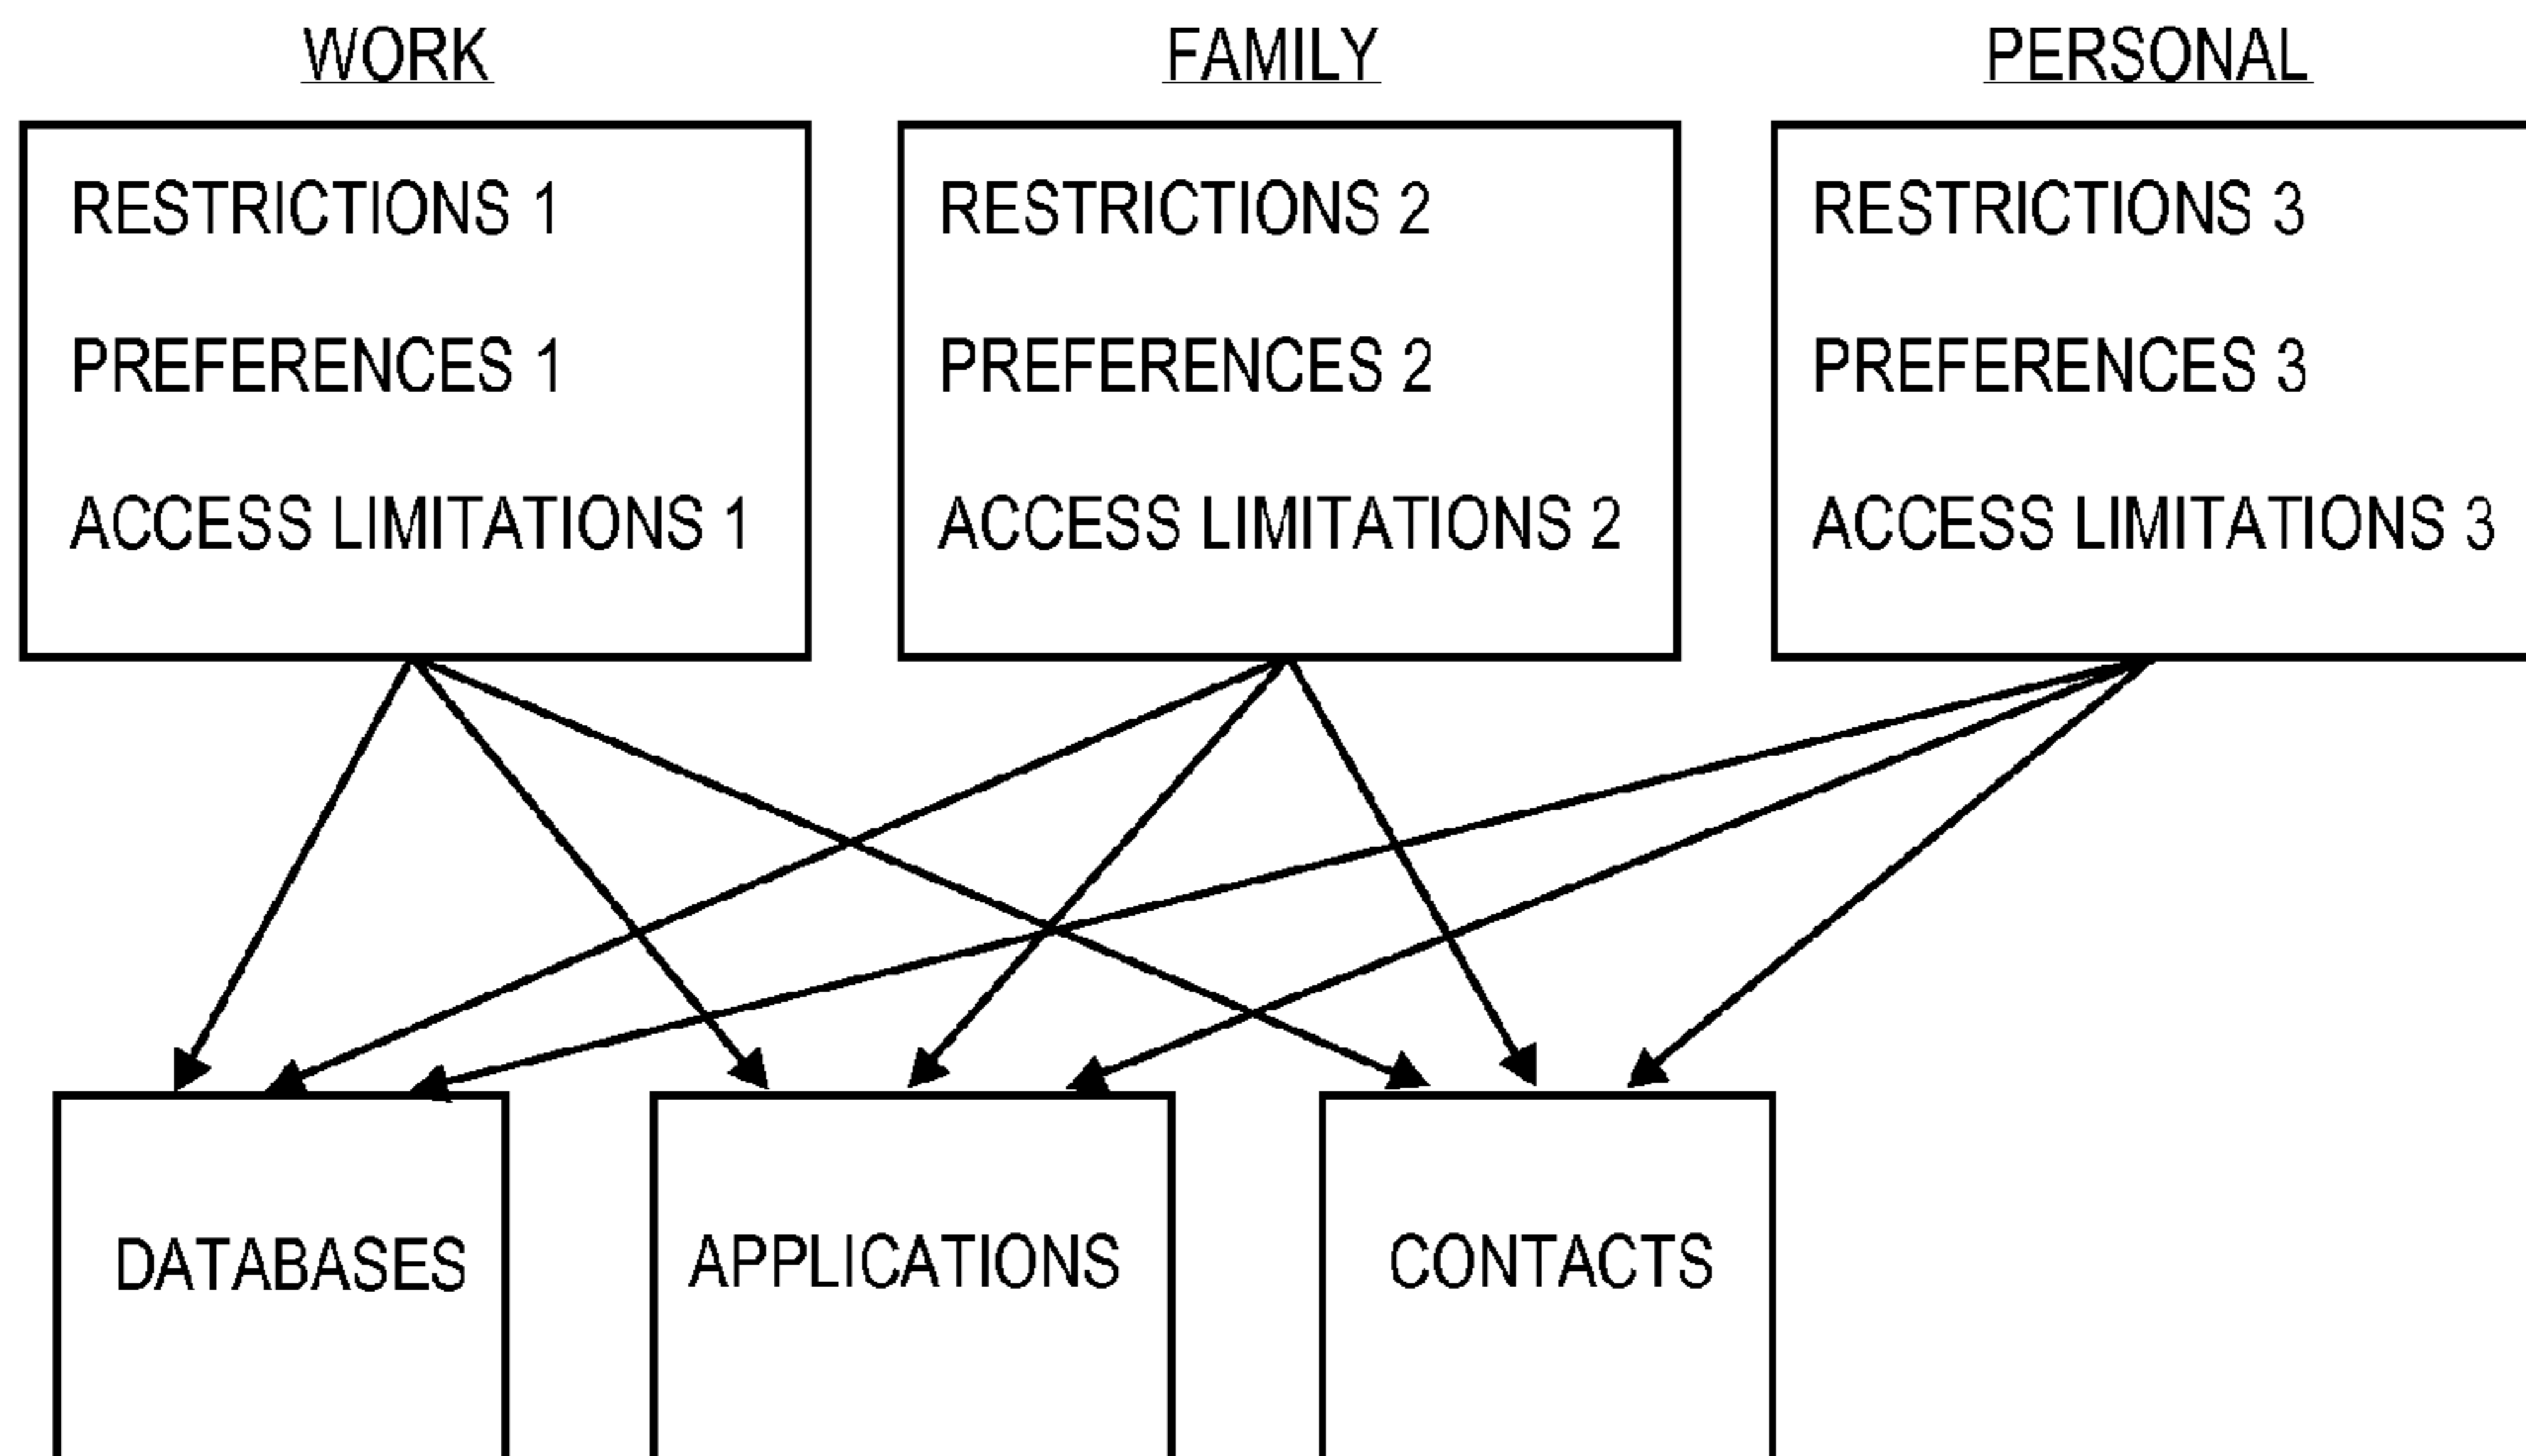 WORK
FAMILY
PERSONAL
RESTRICTIONS 1
PREFERENCES 1
ACCESS LIMITATIONS 1
RESTRICTIONS 2
PREFERENCES 2
ACCESS LIMITATIONS 2
RESTRICTIONS 3
PREFERENCES 3
ACCESS LIMITATIONS 3
DATABASES
APPLICATIONS
CONTACTS